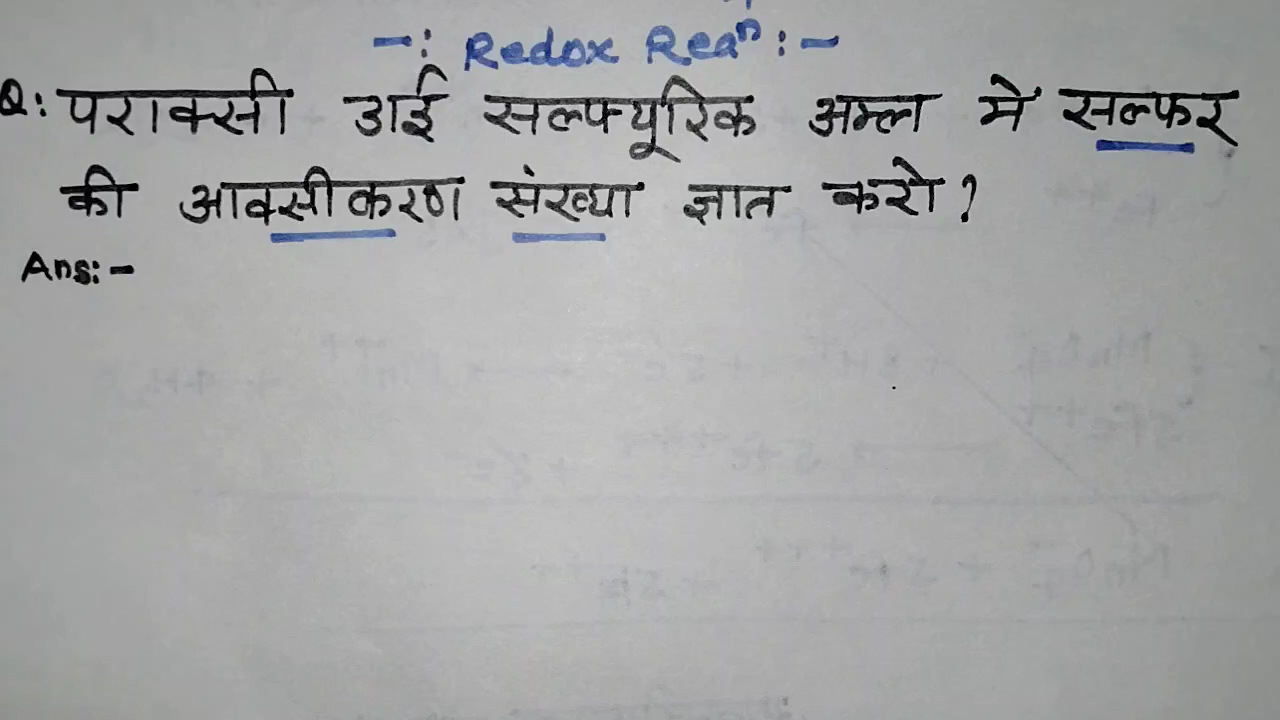 -: Redox Reaⁿ :-
Q: पराक्सी डाई सल्फ्यूरिक अम्ल मे सल्फर
की आक्सीकरण संख्या ज्ञात करो ?
Ans:-